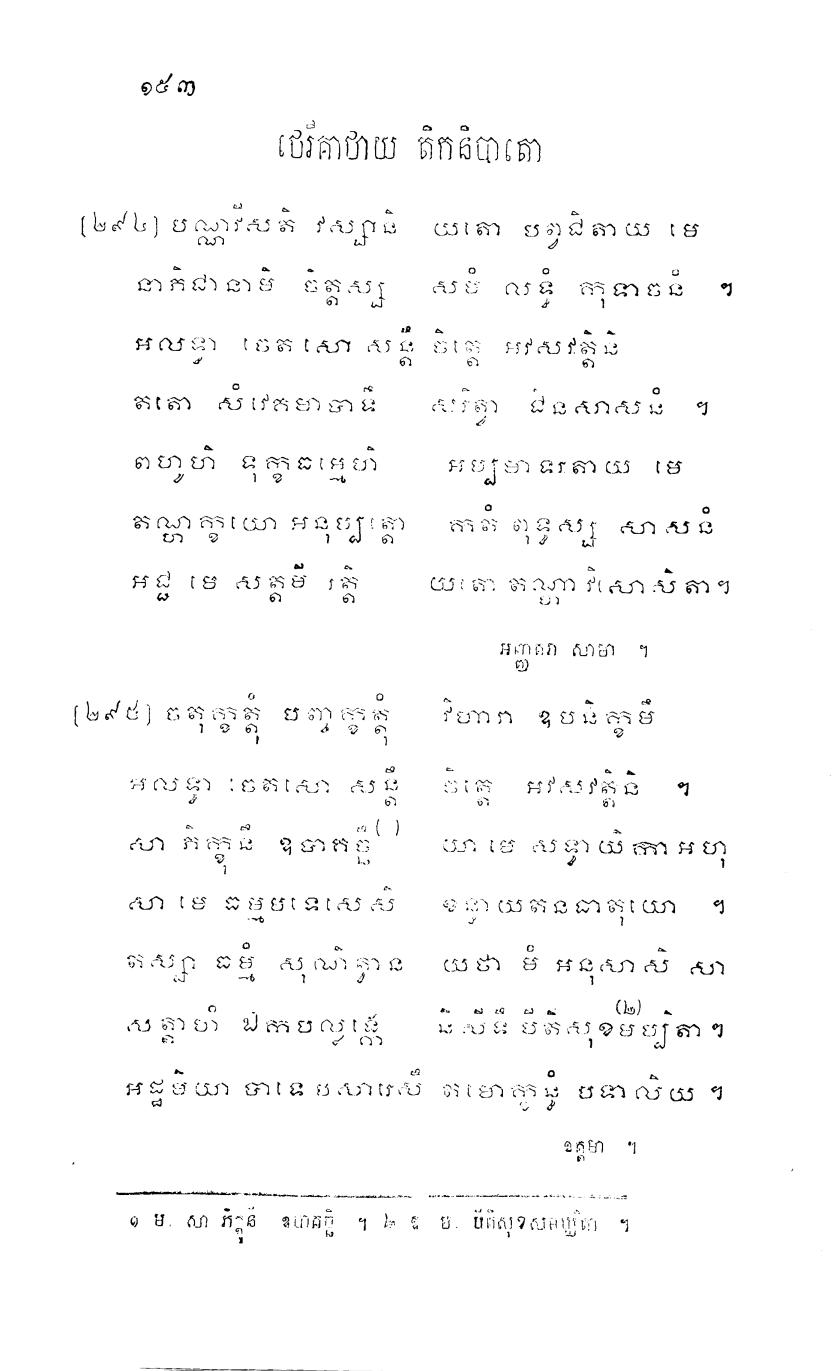 ១៥៣
ថេរីគាថាយ តិកនិបាតោ
[២៩៤] បណ្ណវីសតិ វស្សានិ យតោ បព្វជិតាយ មេ
នាភិជានាមិ ចិត្តស្ស សមំ លទ្ធំ កុទាចនំ ។
អលទ្ធា ចេតសោ សន្តឹ ចិត្តេ អវសវត្តិនិ
តតោ សំវេគមាបាទឹ សរិត្វា ជិនសាសនំ ។
ពហូហិ ទុក្ខធម្មេហិ អប្បមាទរតាយ មេ
តណ្ហក្ខយោ អនុប្បត្តោ កតំ ពុទ្ធស្ស សាសនំ
អជ្ជ មេ សត្តមី រត្តិ យតោ តណ្ហា វិសោសិតា។
អញ្ញតរា សាមា ។
[២៩៥] ចតុក្ខត្តុំ បញ្ចក្ខត្តុំ វិហារា ឧបនិក្ខមឹ
អលទ្ធា ចេតសោ សន្តឹ ចិត្តេ អវសវត្តិនិ ។
សា ភិក្ខុនឹ ឧបាគច្ឆឹ( ) យា មេ សទ្ធាយិកា អហុ
សា មេ ធម្មមទេសេសិ ខន្ធាយតនធាតុយោ ។
តស្សា ធម្មំ សុណិត្វាន យថា មំ អនុសាសិ សា
សត្តាហំ ឯកបល្លង្កេ និសីទឹ បីតិសុខមប្បិតា(២)។
អដ្ឋមិយា បាទេ បសារេសឹ តមោក្ខន្ធំ បទាលិយ ។
ឧត្តមា ។
១ ម. សា ភិក្ខុនឹ ឧបាគច្ឆិ ។ ២ ឱ ម. បីតិសុខសមប្បិតា ។